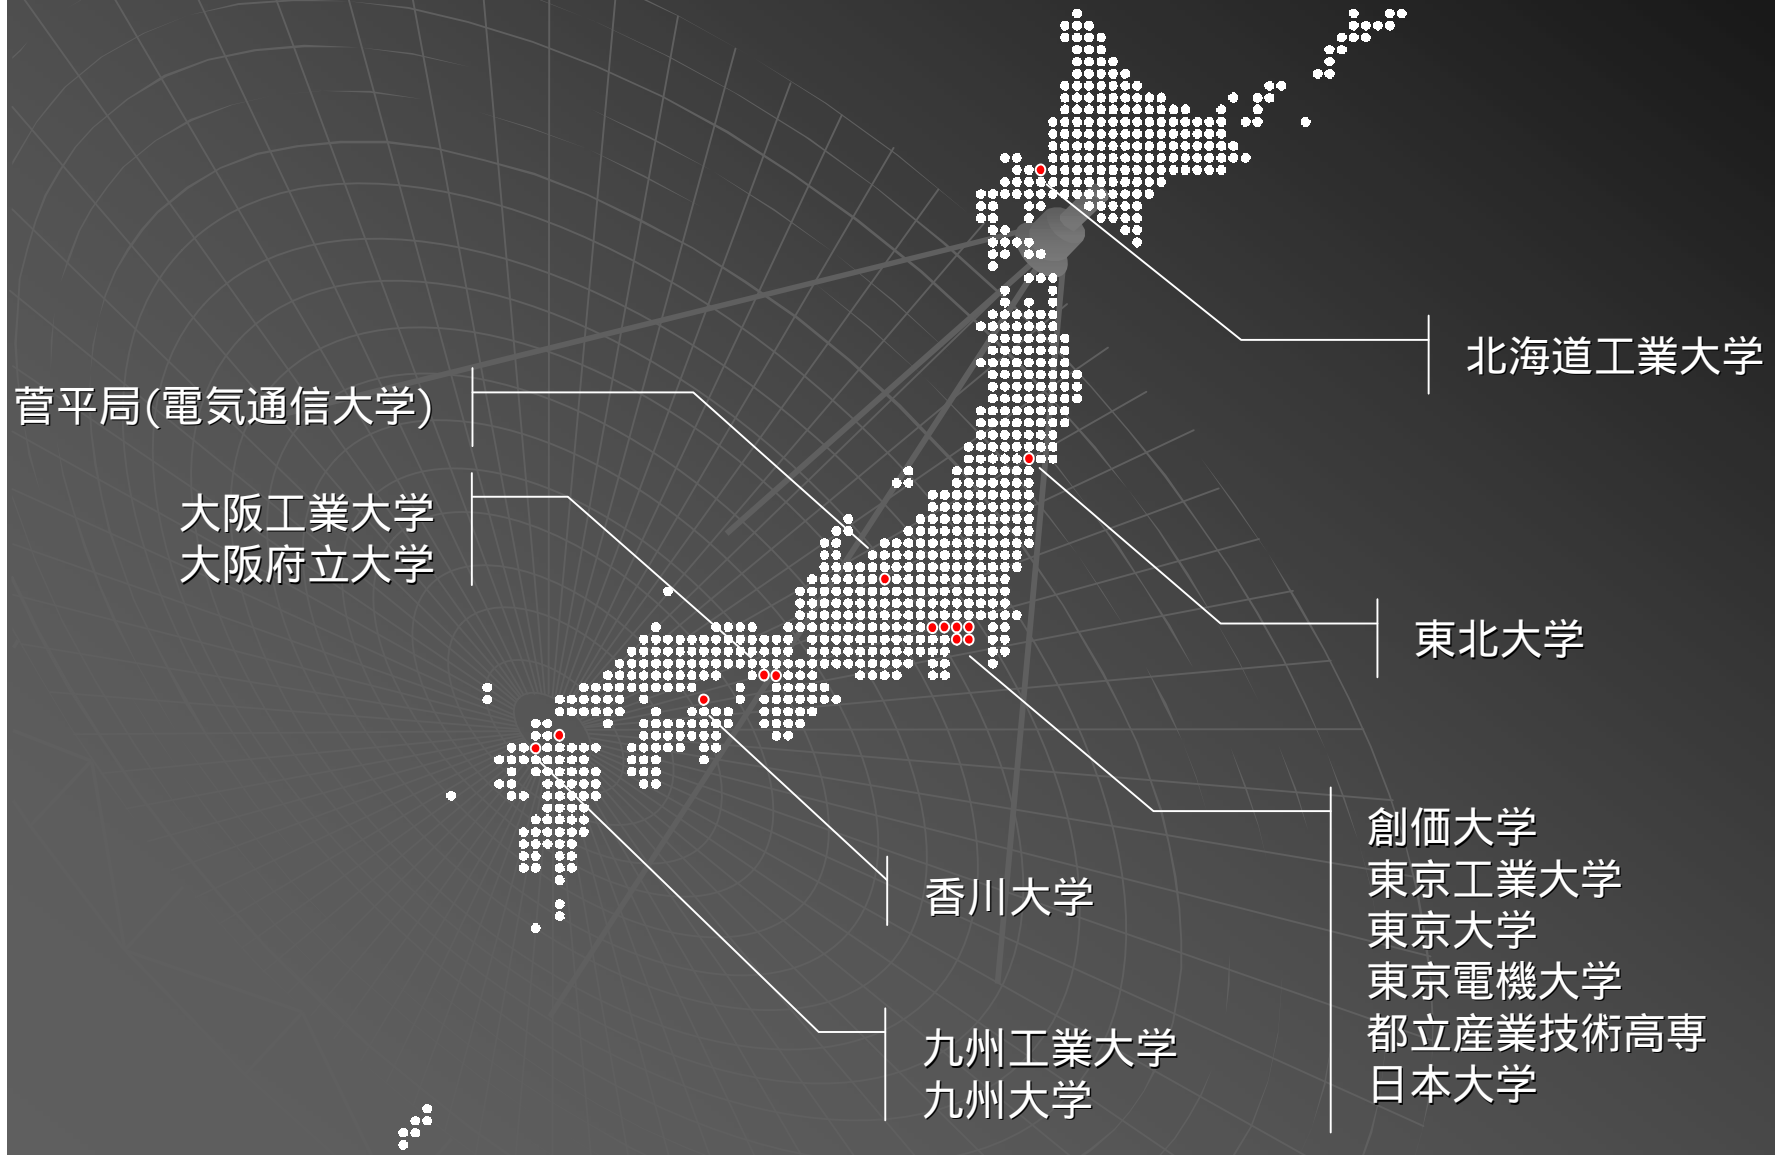 北海道工業大学
菅平局(電気通信大学)
大阪工業大学
大阪府立大学
東北大学
創価大学
東京工業大学
東京大学
東京電機大学
都立産業技術高専
日本大学
香川大学
九州工業大学
九州大学